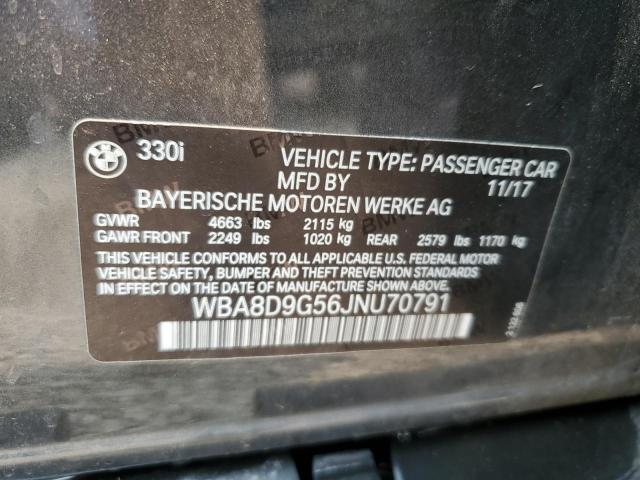 330i
VEHICLE TYPE: PASSENGER CAR
MFD BY 11/17
BAYERISCHE MOTOREN WERKE AG
GVWR 4663 lbs 2115 kg
GAWR FRONT 2249 lbs 1020 kg REAR 2579 lbs 1170 kg
THIS VEHICLE CONFORMS TO ALL APPLICABLE U.S. FEDERAL MOTOR
VEHICLE SAFETY, BUMPER AND THEFT PREVENTION STANDARDS
IN EFFECT ON THE DATE OF MANUFACTURE SHOWN ABOVE.
WBA8D9G56JNU70791